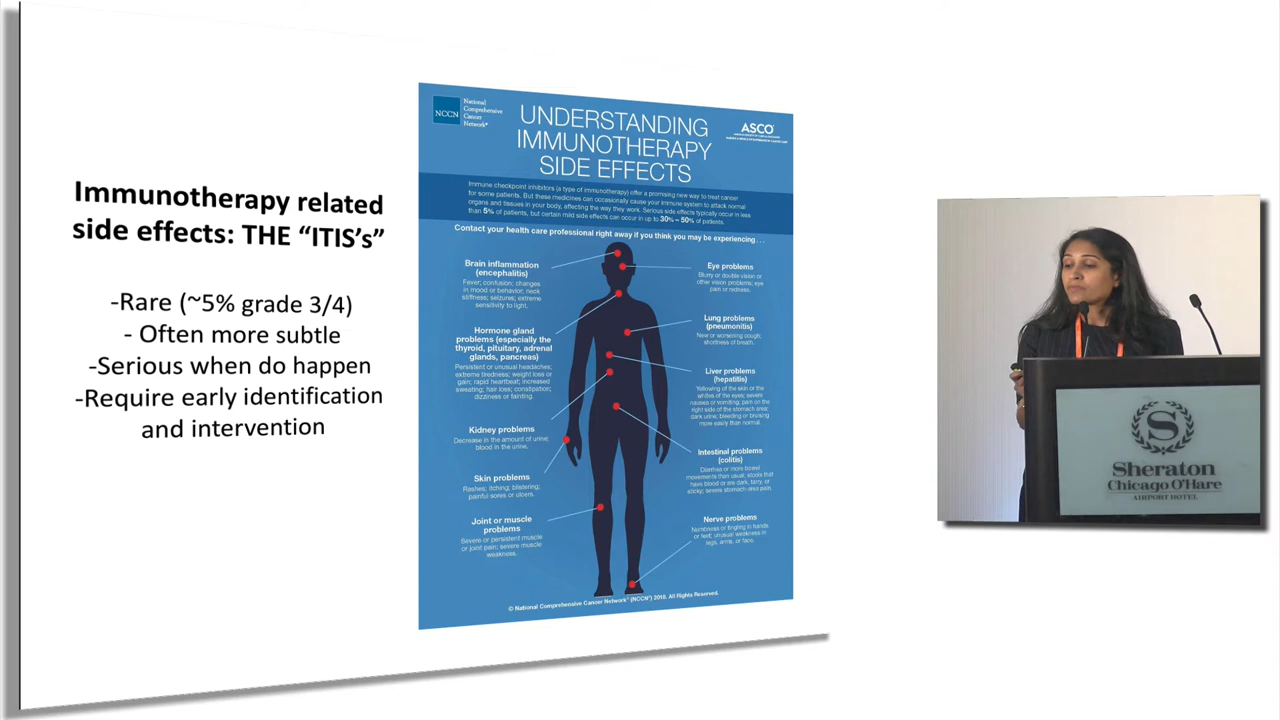 Immunotherapy related
side effects: THE “ITIS’s”
-Rare (~5% grade 3/4)
- Often more subtle
-Serious when do happen
-Require early identification
and intervention
NCCN
National
Comprehensive
Cancer
Network®
UNDERSTANDING
IMMUNOTHERAPY
SIDE EFFECTS
ASCO
Immune checkpoint inhibitors (a type of immunotherapy) offer a promising new way to treat cancer
for some patients. But these medicines can occasionally cause your immune system to attack normal
organs and tissues in your body, affecting the way they work. Serious side effects typically occur in less
than 5% of patients, but certain mild side effects can occur in up to 30% – 50% of patients.
Contact your health care professional right away if you think you may be experiencing . . .
Brain inflammation
(encephalitis)
Fever; confusion; changes
in mood or behavior; neck
stiffness; seizures; extreme
sensitivity to light.
Hormone gland
problems (especially the
thyroid, pituitary, adrenal
glands, pancreas)
Persistent or unusual headaches;
extreme tiredness; weight loss or
gain; rapid heartbeat; increased
sweating; hair loss; constipation;
dizziness or fainting.
Kidney problems
Decrease in the amount of urine;
blood in the urine.
Skin problems
Rashes; itching; blistering;
painful sores or ulcers.
Joint or muscle
problems
Severe or persistent muscle
or joint pain; severe muscle
weakness.
Eye problems
Blurry or double vision or
other vision problems; eye
pain or redness.
Lung problems
(pneumonitis)
New or worsening cough;
shortness of breath.
Liver problems
(hepatitis)
Yellowing of the skin or the
whites of the eyes; severe
nausea or vomiting; pain on the
right side of the stomach area;
dark urine; bleeding or bruising
more easily than normal.
Intestinal problems
(colitis)
Diarrhea or more bowel
movements than usual; stools that
have blood or are dark, tarry, or
sticky; severe stomach-area pain.
Nerve problems
Numbness or tingling in hands
or feet; unusual weakness in
legs, arms, or face.
© National Comprehensive Cancer Network® (NCCN®) 2018. All Rights Reserved.
S
Sheraton
Chicago O'Hare
AIRPORT HOTEL